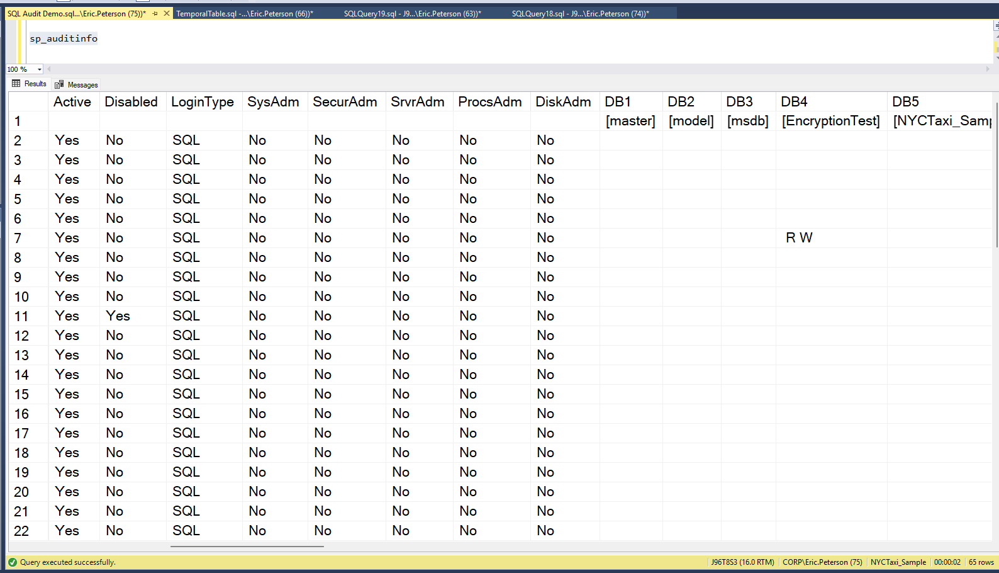 SQL Audit Demo.sql...\Eric.Peterson (75))* TemporalTable.sql -...\Eric.Peterson (66))* SQLQuery19.sql - J9...\Eric.Peterson (63))* SQLQuery18.sql - J9...\Eric.Peterson (74))*
sp_auditinfo
100 %
Results Messages
Active Disabled LoginType SysAdm SecurAdm SrvrAdm ProcsAdm DiskAdm DB1 DB2 DB3 DB4 DB5
1 [master] [model] [msdb] [EncryptionTest] [NYCTaxi_Samp
2 Yes No SQL No No No No No
3 Yes No SQL No No No No No
4 Yes No SQL No No No No No
5 Yes No SQL No No No No No
6 Yes No SQL No No No No No
7 Yes No SQL No No No No No R W
8 Yes No SQL No No No No No
9 Yes No SQL No No No No No
10 Yes No SQL No No No No No
11 Yes Yes SQL No No No No No
12 Yes No SQL No No No No No
13 Yes No SQL No No No No No
14 Yes No SQL No No No No No
15 Yes No SQL No No No No No
16 Yes No SQL No No No No No
17 Yes No SQL No No No No No
18 Yes No SQL No No No No No
19 Yes No SQL No No No No No
20 Yes No SQL No No No No No
21 Yes No SQL No No No No No
22 Yes No SQL No No No No No
Query executed successfully. J96T8S3 (16.0 RTM) CORP\Eric.Peterson (75) NYCTaxi_Sample 00:00:02 65 rows